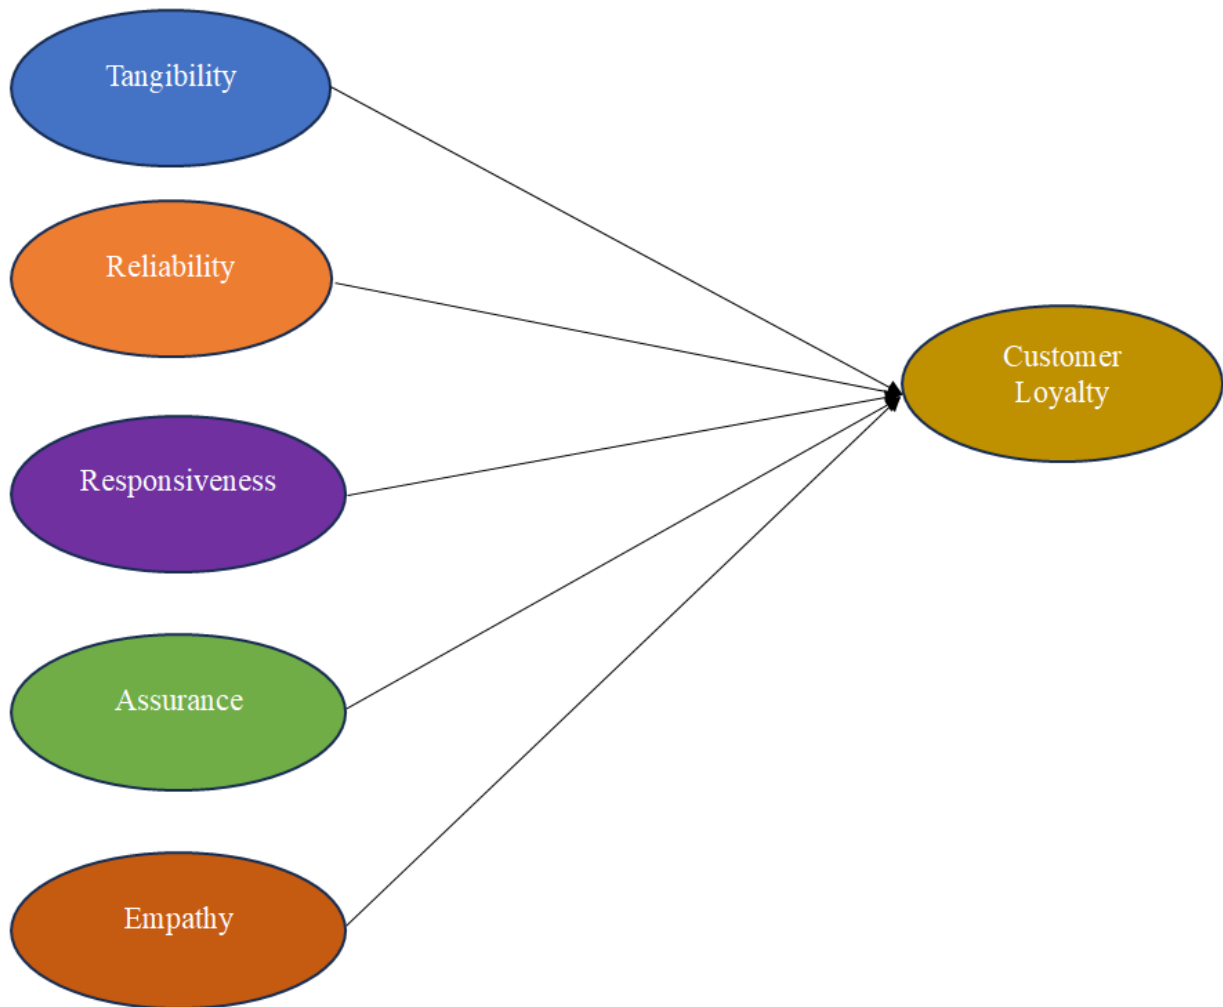 Tangibility
Reliability
Customer
Loyalty
Responsiveness
Assurance
Empathy